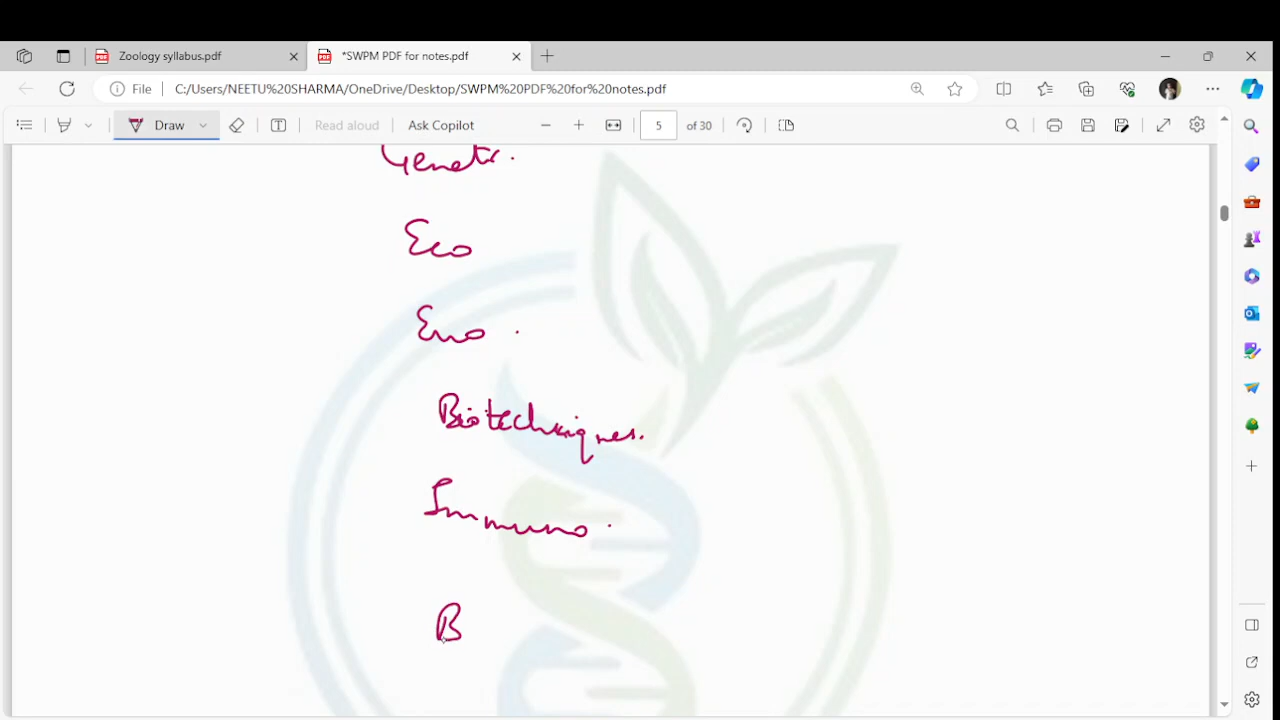 Zoology syllabus.pdf
*SWPM PDF for notes.pdf
File C:/Users/NEETU%20SHARMA/OneDrive/Desktop/SWPM%20PDF%20for%20notes.pdf
Draw Read aloud Ask Copilot 5 of 30
Genetr.
Eco
Evo .
Biotechniques.
Immuno .
B